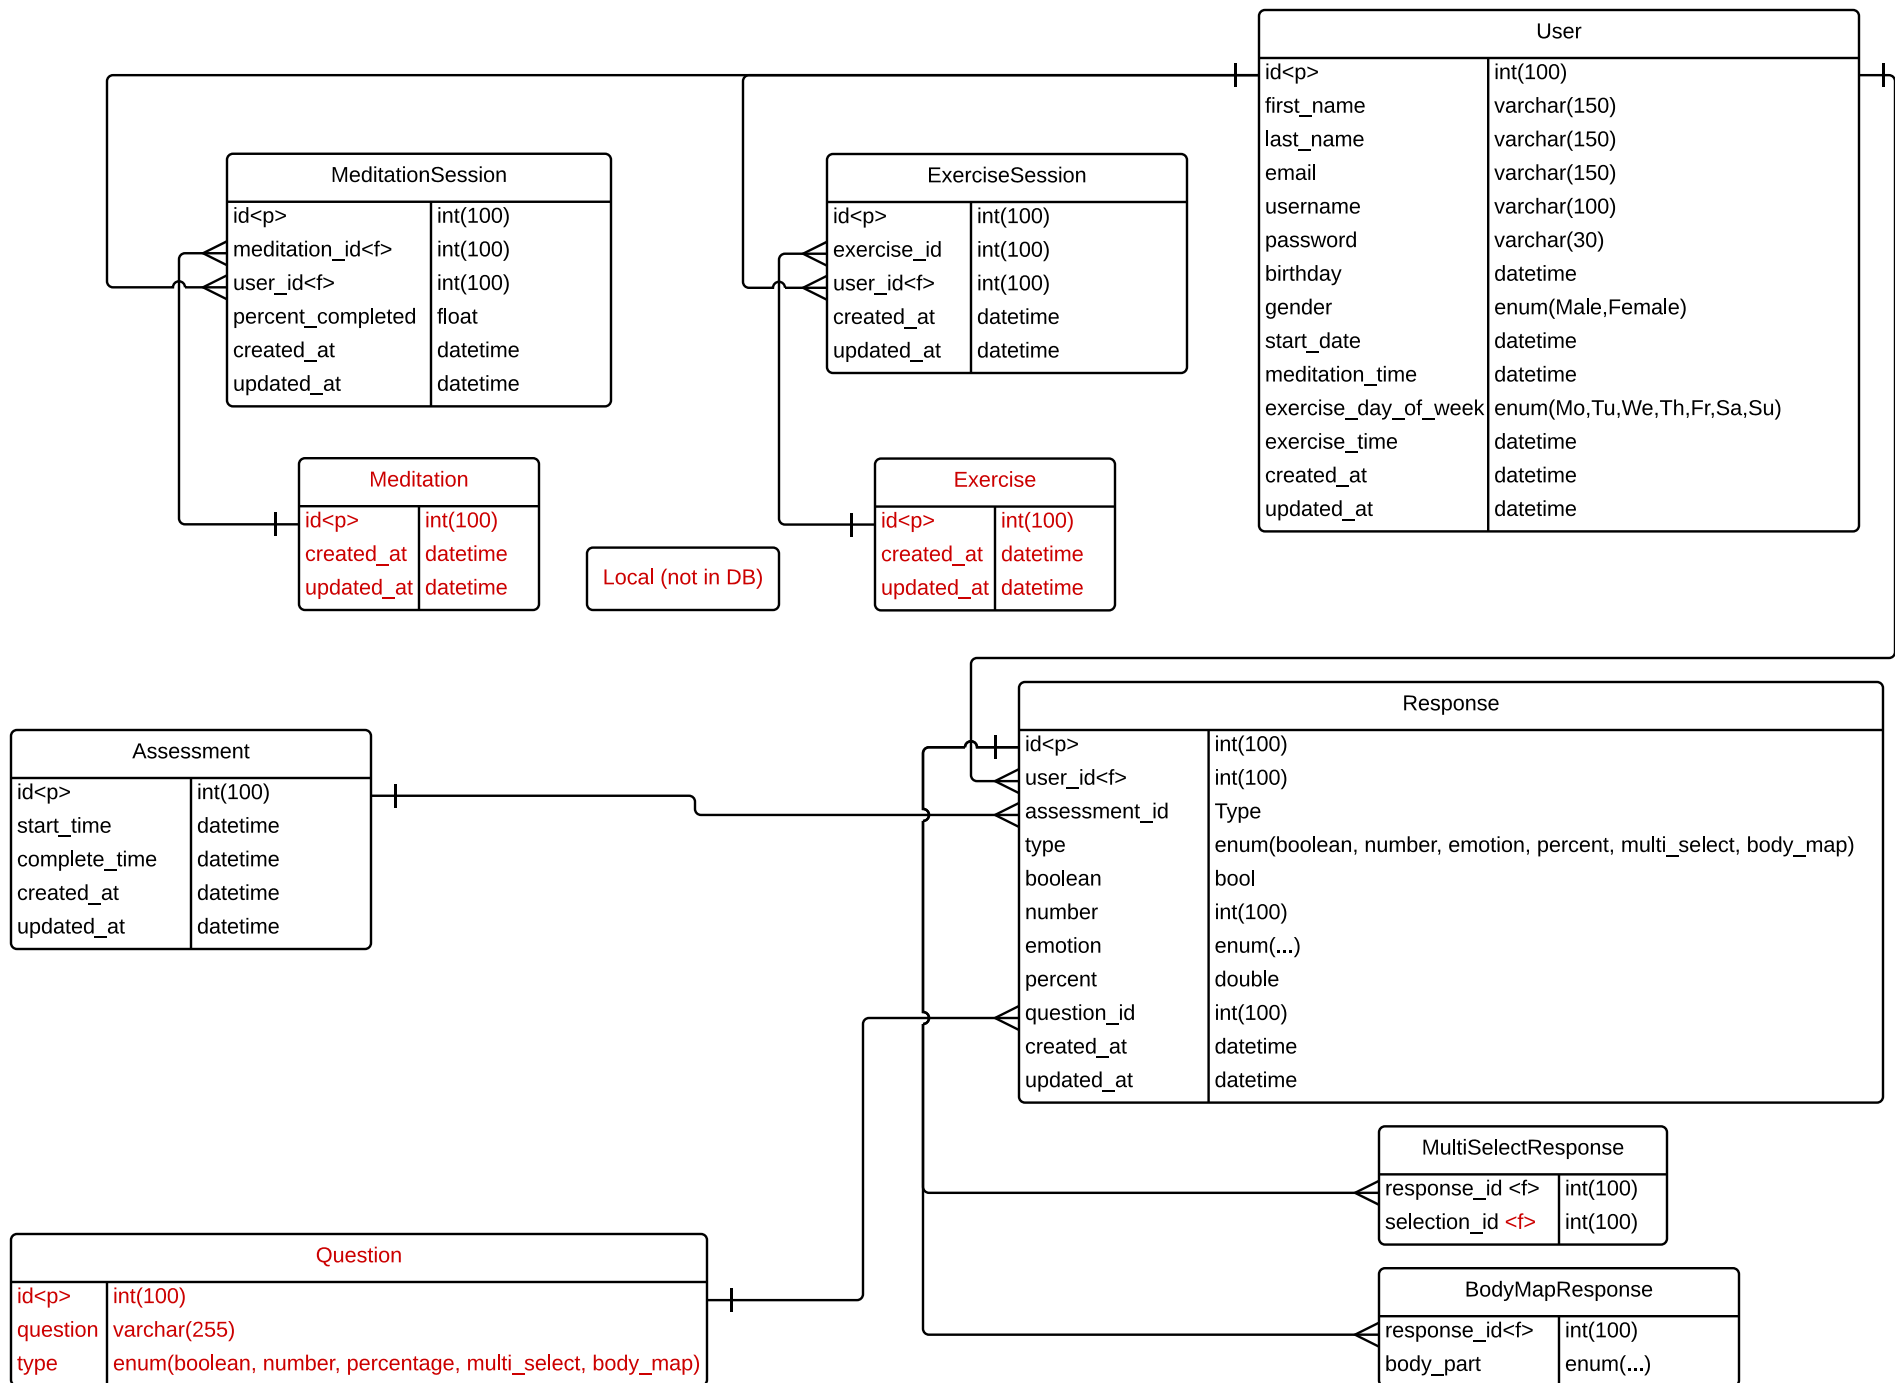 User
id<p> int(100)
first_name varchar(150)
last_name varchar(150)
email varchar(150)
username varchar(100)
password varchar(30)
birthday datetime
gender enum(Male,Female)
start_date datetime
meditation_time datetime
exercise_day_of_week enum(Mo,Tu,We,Th,Fr,Sa,Su)
exercise_time datetime
created_at datetime
updated_at datetime
MeditationSession
id<p> int(100)
meditation_id<f> int(100)
user_id<f> int(100)
percent_completed float
created_at datetime
updated_at datetime
ExerciseSession
id<p> int(100)
exercise_id int(100)
user_id<f> int(100)
created_at datetime
updated_at datetime
Meditation
id<p> int(100)
created_at datetime
updated_at datetime
Local (not in DB)
Exercise
id<p> int(100)
created_at datetime
updated_at datetime
Response
id<p> int(100)
user_id<f> int(100)
assessment_id Type
type enum(boolean, number, emotion, percent, multi_select, body_map)
boolean bool
number int(100)
emotion enum(...)
percent double
question_id int(100)
created_at datetime
updated_at datetime
Assessment
id<p> int(100)
start_time datetime
complete_time datetime
created_at datetime
updated_at datetime
MultiSelectResponse
response_id <f> int(100)
selection_id <f> int(100)
Question
id<p> int(100)
question varchar(255)
type enum(boolean, number, percentage, multi_select, body_map)
BodyMapResponse
response_id<f> int(100)
body_part enum(...)